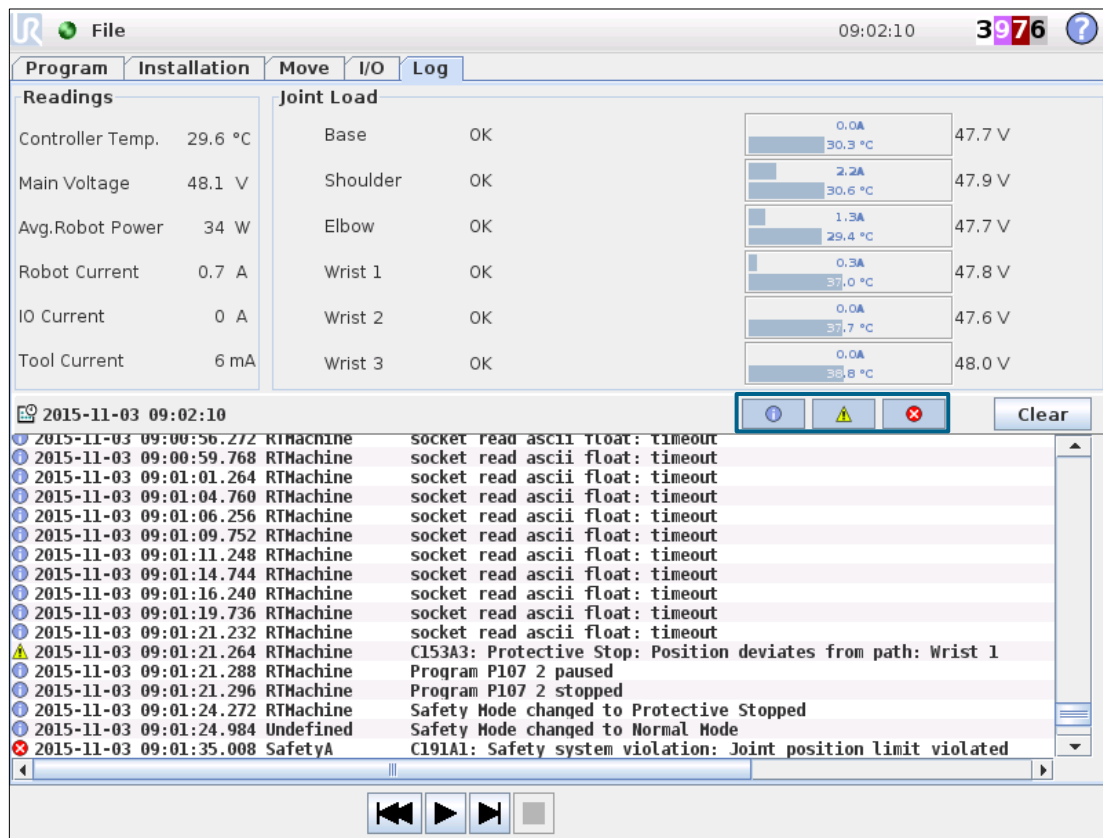 UR File 09:02:10 3976 ?
Program Installation Move I/O Log
Readings Joint Load
Controller Temp. 29.6 °C Base OK 0.0A 30.3 °C 47.7 V
Main Voltage 48.1 V Shoulder OK 2.2A 30.6 °C 47.9 V
Avg.Robot Power 34 W Elbow OK 1.3A 29.4 °C 47.7 V
Robot Current 0.7 A Wrist 1 OK 0.3A 37.0 °C 47.8 V
IO Current 0 A Wrist 2 OK 0.0A 37.7 °C 47.6 V
Tool Current 6 mA Wrist 3 OK 0.0A 38.8 °C 48.0 V
2015-11-03 09:02:10 Clear
2015-11-03 09:00:56.272 RTMachine socket read ascii float: timeout
2015-11-03 09:00:59.768 RTMachine socket read ascii float: timeout
2015-11-03 09:01:01.264 RTMachine socket read ascii float: timeout
2015-11-03 09:01:04.760 RTMachine socket read ascii float: timeout
2015-11-03 09:01:06.256 RTMachine socket read ascii float: timeout
2015-11-03 09:01:09.752 RTMachine socket read ascii float: timeout
2015-11-03 09:01:11.248 RTMachine socket read ascii float: timeout
2015-11-03 09:01:14.744 RTMachine socket read ascii float: timeout
2015-11-03 09:01:16.240 RTMachine socket read ascii float: timeout
2015-11-03 09:01:19.736 RTMachine socket read ascii float: timeout
2015-11-03 09:01:21.232 RTMachine socket read ascii float: timeout
2015-11-03 09:01:21.264 RTMachine C153A3: Protective Stop: Position deviates from path: Wrist 1
2015-11-03 09:01:21.288 RTMachine Program P107 2 paused
2015-11-03 09:01:21.296 RTMachine Program P107 2 stopped
2015-11-03 09:01:24.272 RTMachine Safety Mode changed to Protective Stopped
2015-11-03 09:01:24.984 Undefined Safety Mode changed to Normal Mode
2015-11-03 09:01:35.008 SafetyA C191A1: Safety system violation: Joint position limit violated